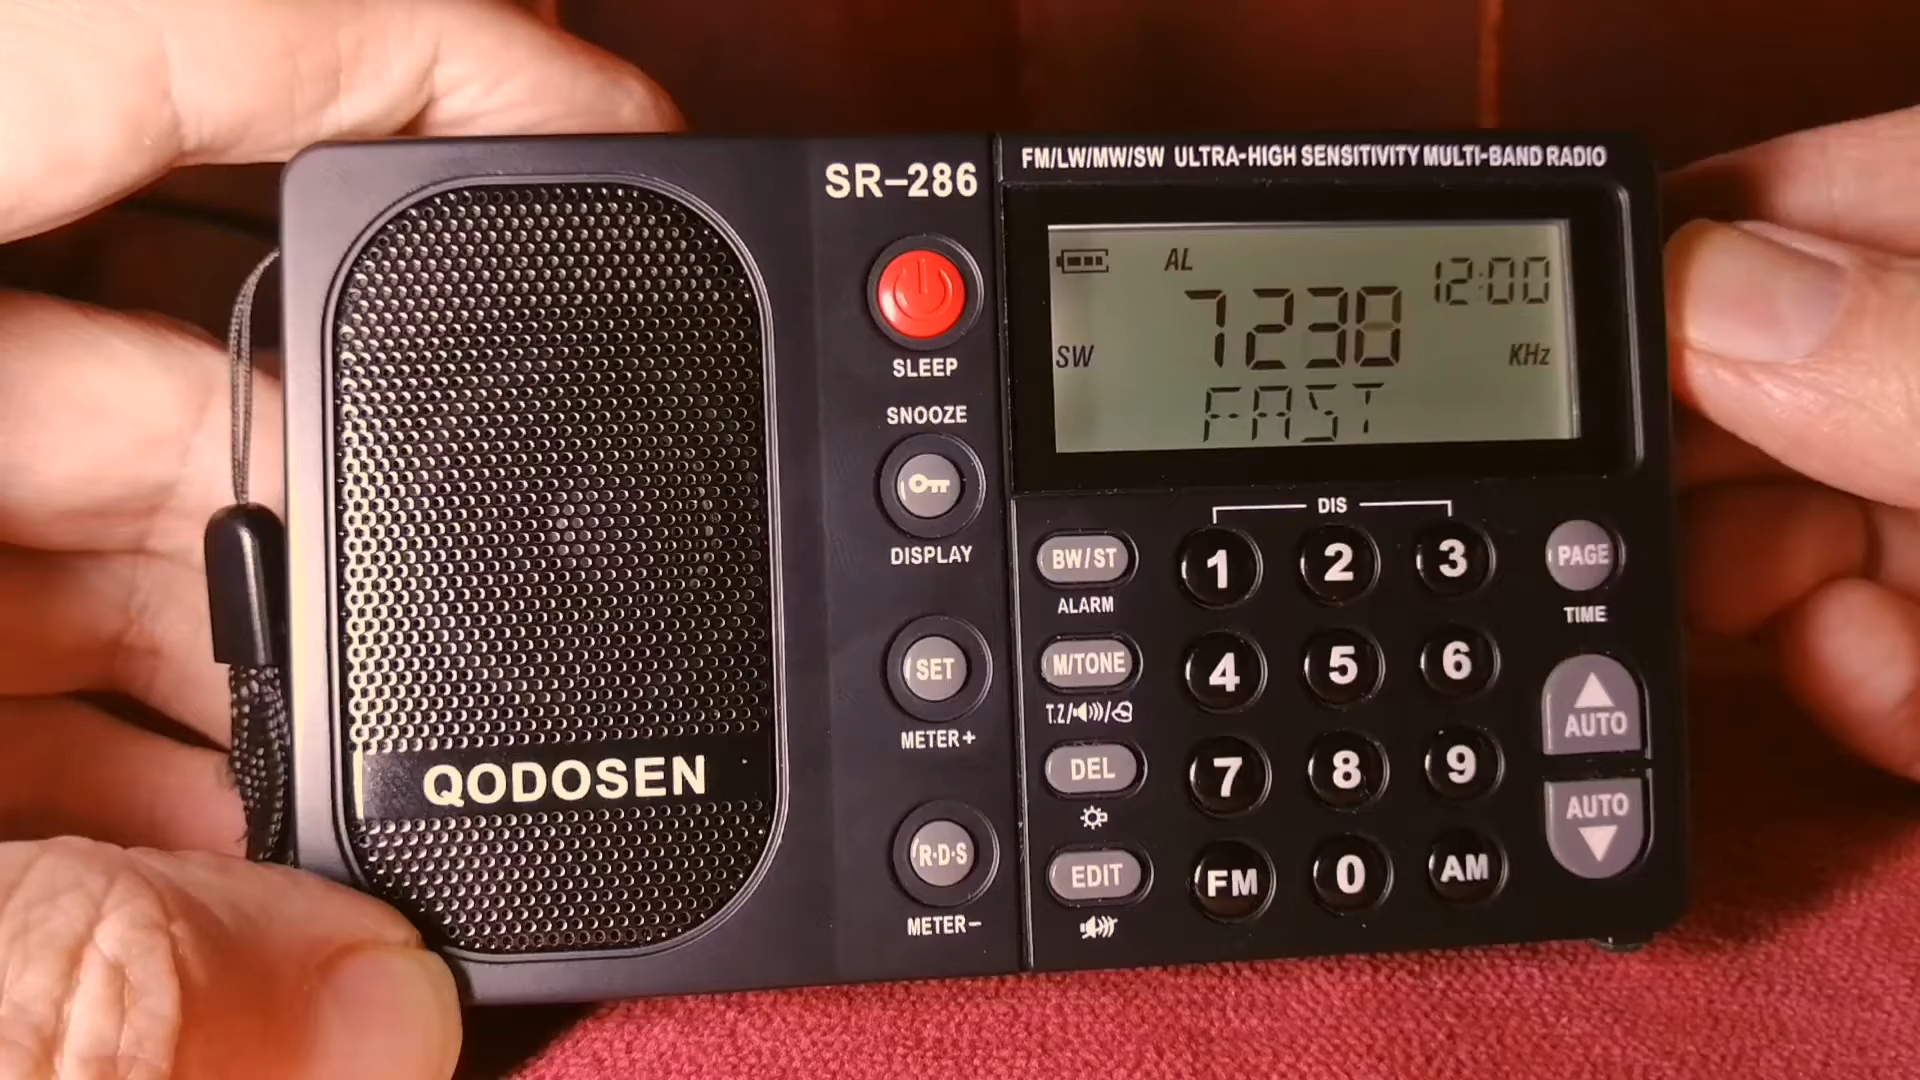 SR-286
FM/LW/MW/SW ULTRA-HIGH SENSITIVITY MULTI-BAND RADIO
AL
12:00
SW
KHz
FAST
SLEEP
SNOOZE
DISPLAY
SET
METER+
R·D·S
METER-
QODOSEN
DIS
BW/ST
1
2
3
PAGE
ALARM
TIME
M/TONE
4
5
6
AUTO
T.Z/
DEL
7
8
9
AUTO
EDIT
FM
0
AM